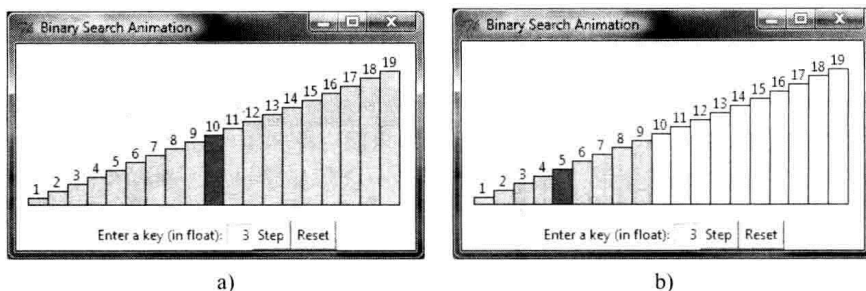 Binary Search Animation
1 2 3 4 5 6 7 8 9 10 11 12 13 14 15 16 17 18 19
Enter a key (in float): 3 Step Reset
a)
Binary Search Animation
1 2 3 4 5 6 7 8 9 10 11 12 13 14 15 16 17 18 19
Enter a key (in float): 3 Step Reset
b)